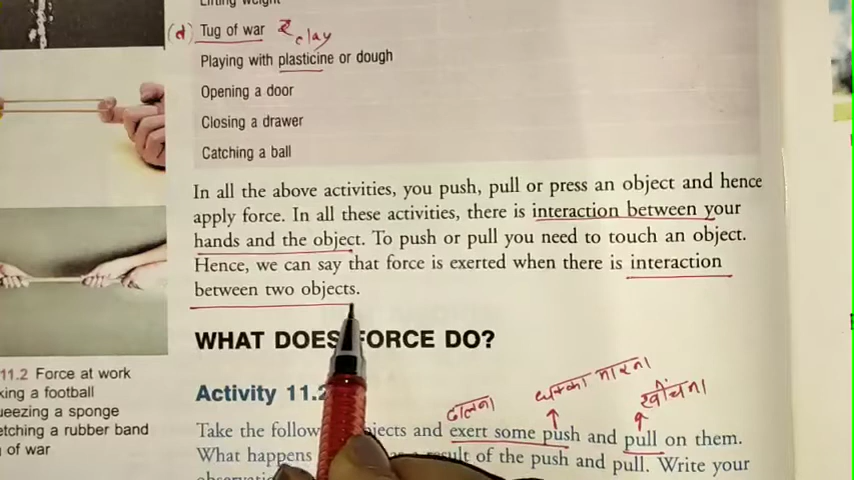 Lifting weight
(d) Tug of war
clay
Playing with plasticine or dough
Opening a door
Closing a drawer
Catching a ball
In all the above activities, you push, pull or press an object and hence
apply force. In all these activities, there is interaction between your
hands and the object. To push or pull you need to touch an object.
Hence, we can say that force is exerted when there is interaction
between two objects.
11.2 Force at work
king a football
ueezing a sponge
etching a rubber band
of war
WHAT DOES FORCE DO?
धक्का मारना
खींचना
Activity 11.2
Take the follow jects and exert some push and pull on them.
What happens as a result of the push and pull. Write your